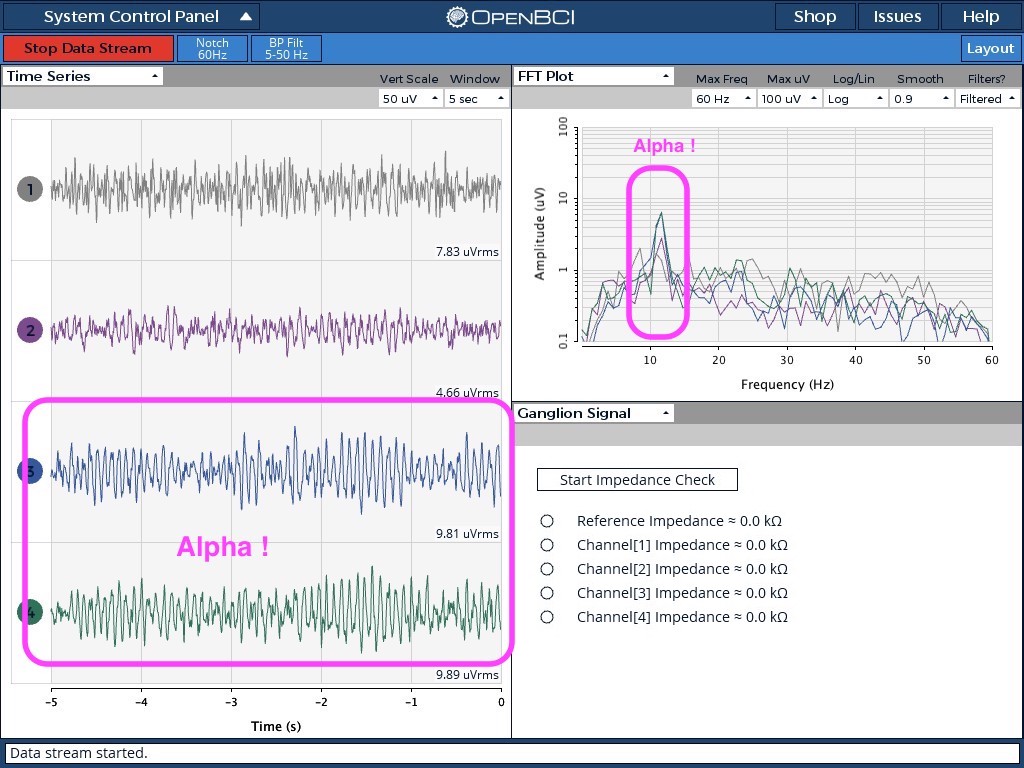 System Control Panel
OpenBCI
Shop
Issues
Help
Stop Data Stream
Notch
60Hz
BP Filt
5-50 Hz
Layout
Time Series
Vert Scale
Window
50 uV
5 sec
1
7.83 uVrms
2
4.66 uVrms
3
9.81 uVrms
Alpha !
4
9.89 uVrms
-5
-4
-3
-2
-1
0
Time (s)
FFT Plot
Max Freq
Max uV
Log/Lin
Smooth
Filters?
60 Hz
100 uV
Log
0.9
Filtered
Alpha !
100
10
1
0.1
Amplitude (uV)
10
20
30
40
50
60
Frequency (Hz)
Ganglion Signal
Start Impedance Check
Reference Impedance ≈ 0.0 kΩ
Channel[1] Impedance ≈ 0.0 kΩ
Channel[2] Impedance ≈ 0.0 kΩ
Channel[3] Impedance ≈ 0.0 kΩ
Channel[4] Impedance ≈ 0.0 kΩ
Data stream started.